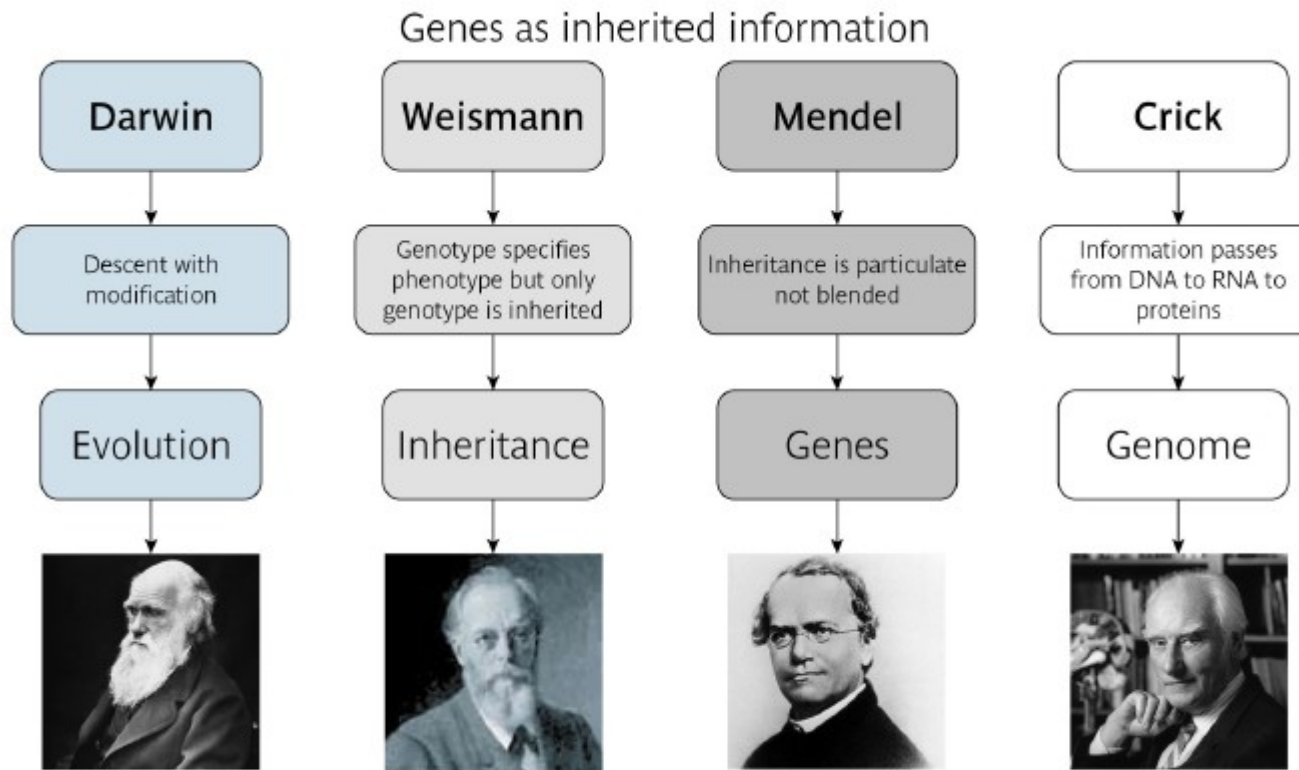 Genes as inherited information
Darwin
Weismann
Mendel
Crick
Descent with
modification
Genotype specifies
phenotype but only
genotype is inherited
Inheritance is particulate
not blended
Information passes
from DNA to RNA to
proteins
Evolution
Inheritance
Genes
Genome